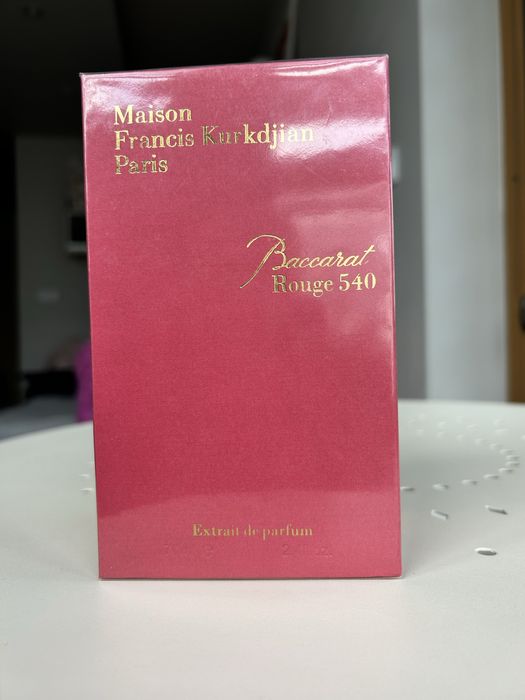 Maison
Francis Kurkdjian
Paris
Baccarat
Rouge 540
Extrait de parfum